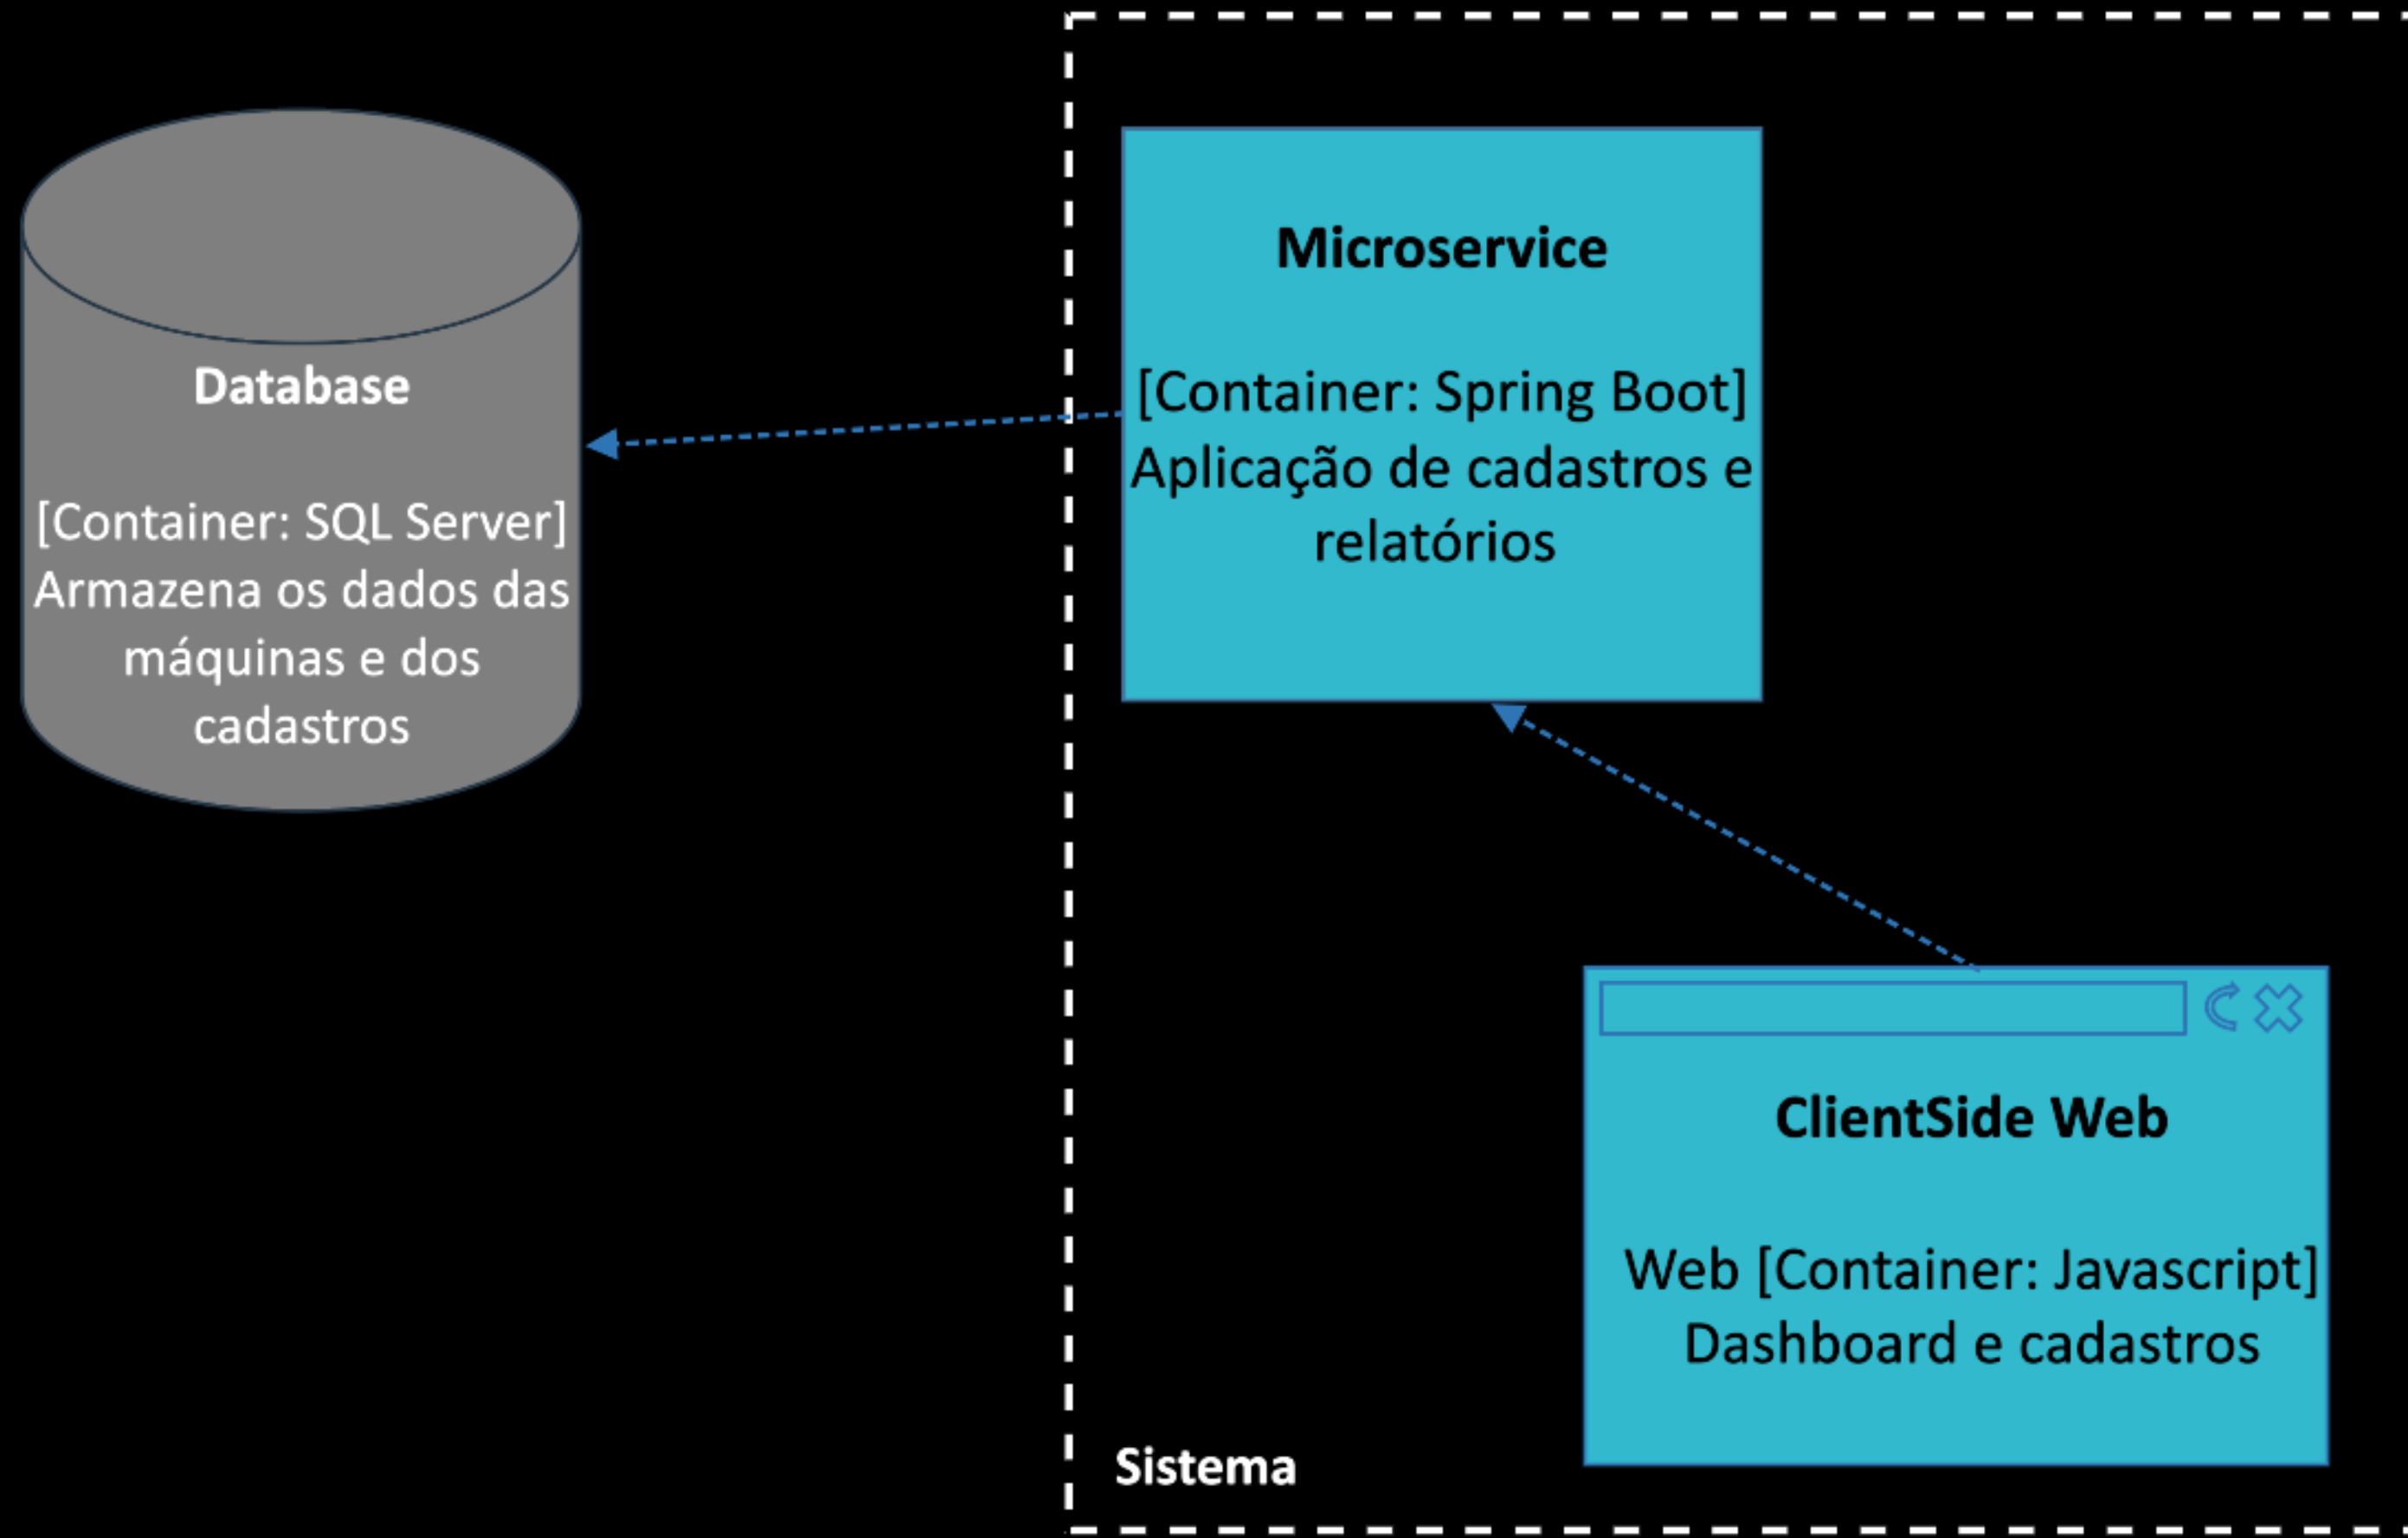 Database
[Container: SQL Server]
Armazena os dados das
máquinas e dos
cadastros
Microservice
[Container: Spring Boot]
Aplicação de cadastros e
relatórios
ClientSide Web
Web [Container: Javascript]
Dashboard e cadastros
Sistema